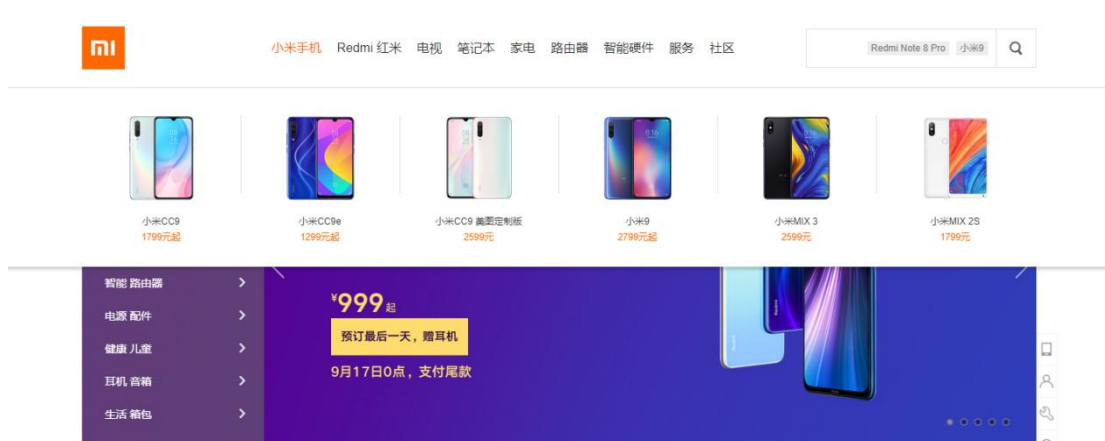 小米手机 Redmi 红米 电视 笔记本 家电 路由器 智能硬件 服务 社区 Redmi Note 8 Pro 小米9
小米CC9 小米CC9e 小米CC9 美图定制版 小米9 小米MIX 3 小米MIX 2S
1799元起 1299元起 2599元 2799元起 2599元 1799元
智能 路由器
¥999起
电源 配件
预订最后一天，赠耳机
健康 儿童
9月17日0点，支付尾款
耳机 音箱
生活 箱包